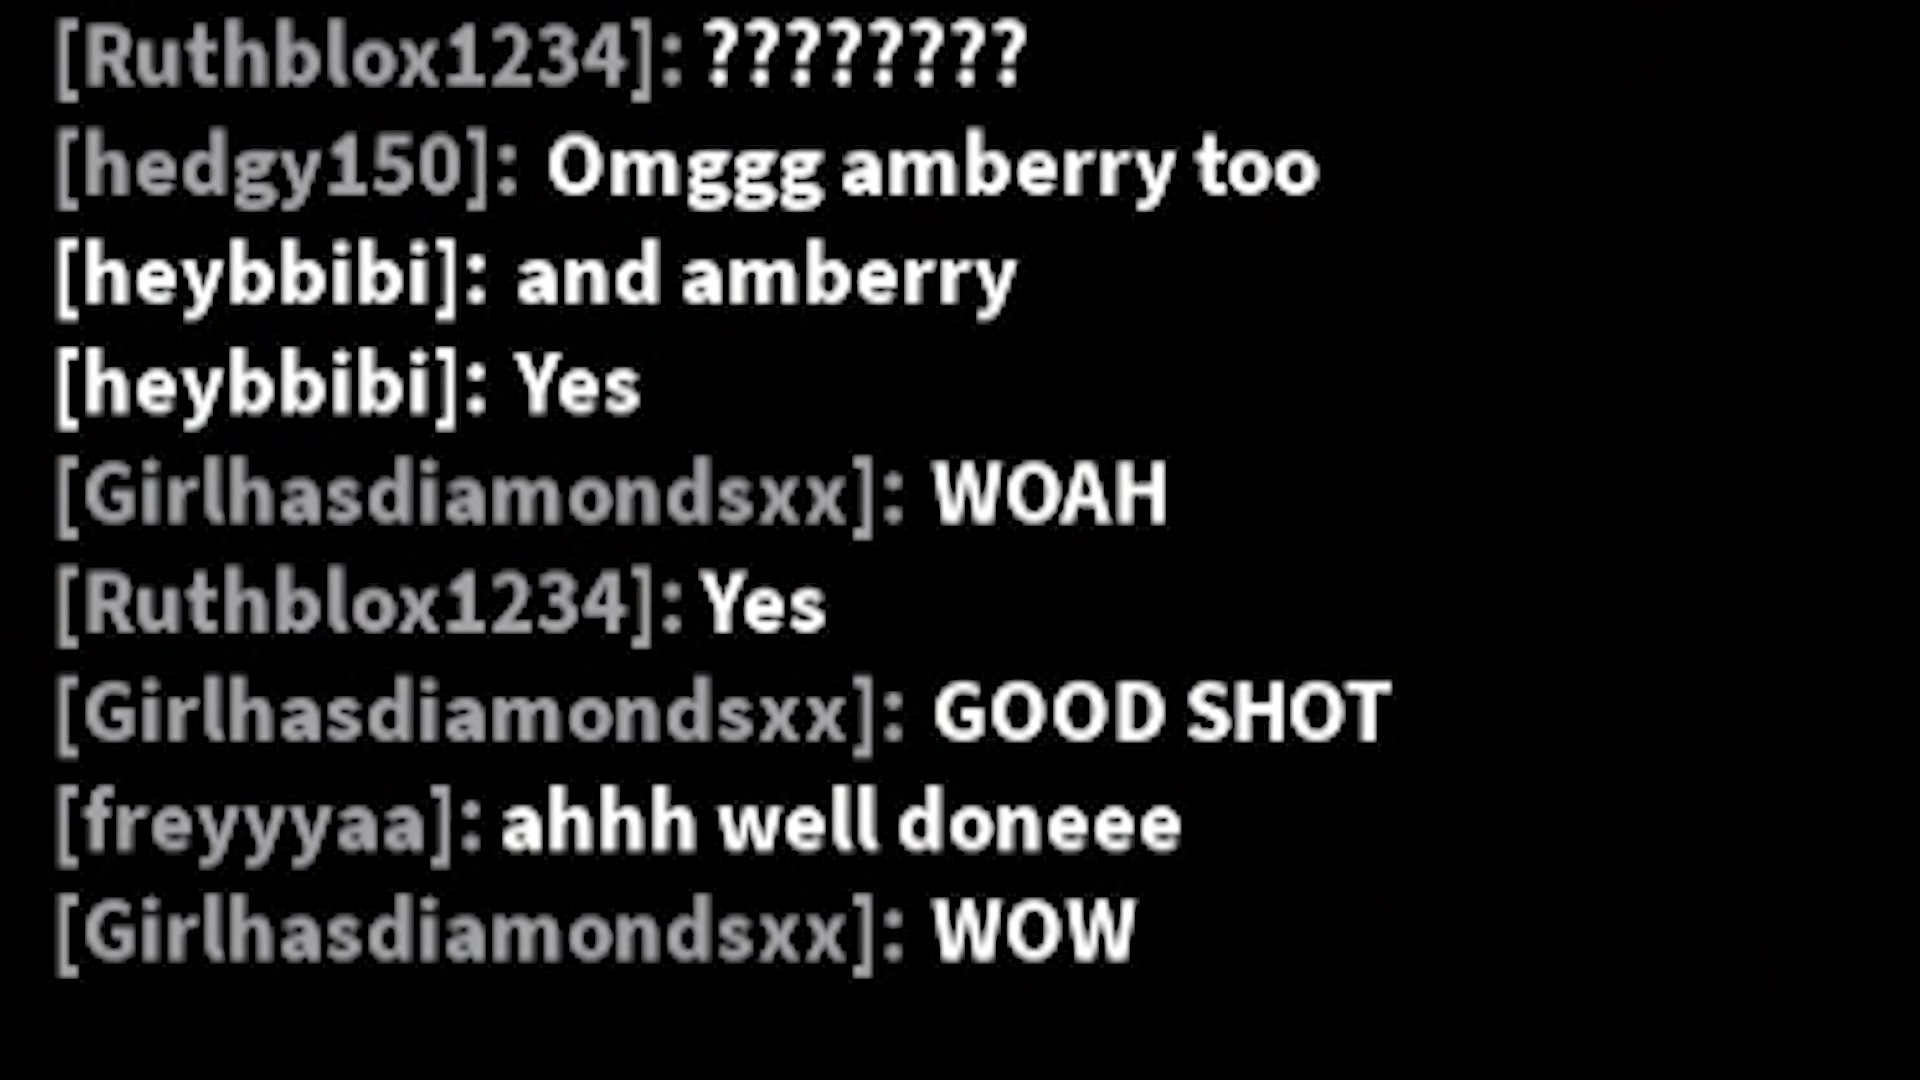 [Ruthblox1234]: ????????
[hedgy150]: Omggg amberry too
[heybbibi]: and amberry
[heybbibi]: Yes
[Girlhasdiamondsxx]: WOAH
[Ruthblox1234]: Yes
[Girlhasdiamondsxx]: GOOD SHOT
[freyyyaa]: ahhh well doneee
[Girlhasdiamondsxx]: WOW